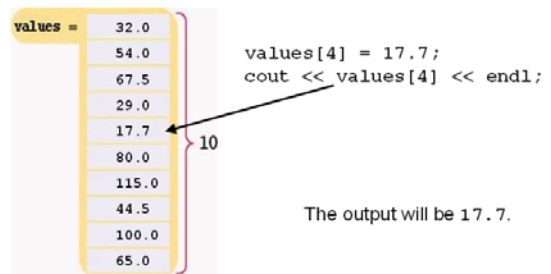 values =
32.0
54.0
67.5
29.0
17.7
80.0
115.0
44.5
100.0
65.0
10
values[4] = 17.7;
cout << values[4] << endl;
The output will be 17.7.